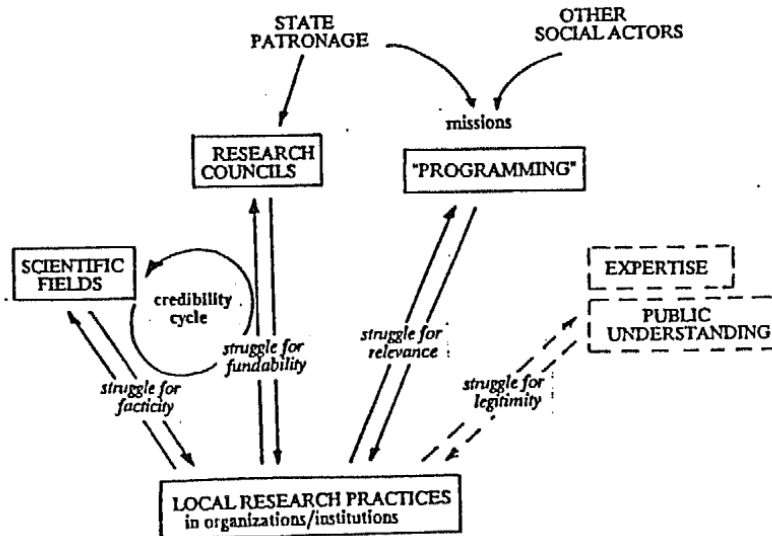 STATE
PATRONAGE
OTHER
SOCIAL ACTORS
missions
RESEARCH
COUNCILS
"PROGRAMMING"
SCIENTIFIC
FIELDS
credibility
cycle
EXPERTISE
PUBLIC
UNDERSTANDING
struggle for
fundability
struggle for
relevance
struggle for
facticity
struggle for
legitimity
LOCAL RESEARCH PRACTICES
in organizations/institutions